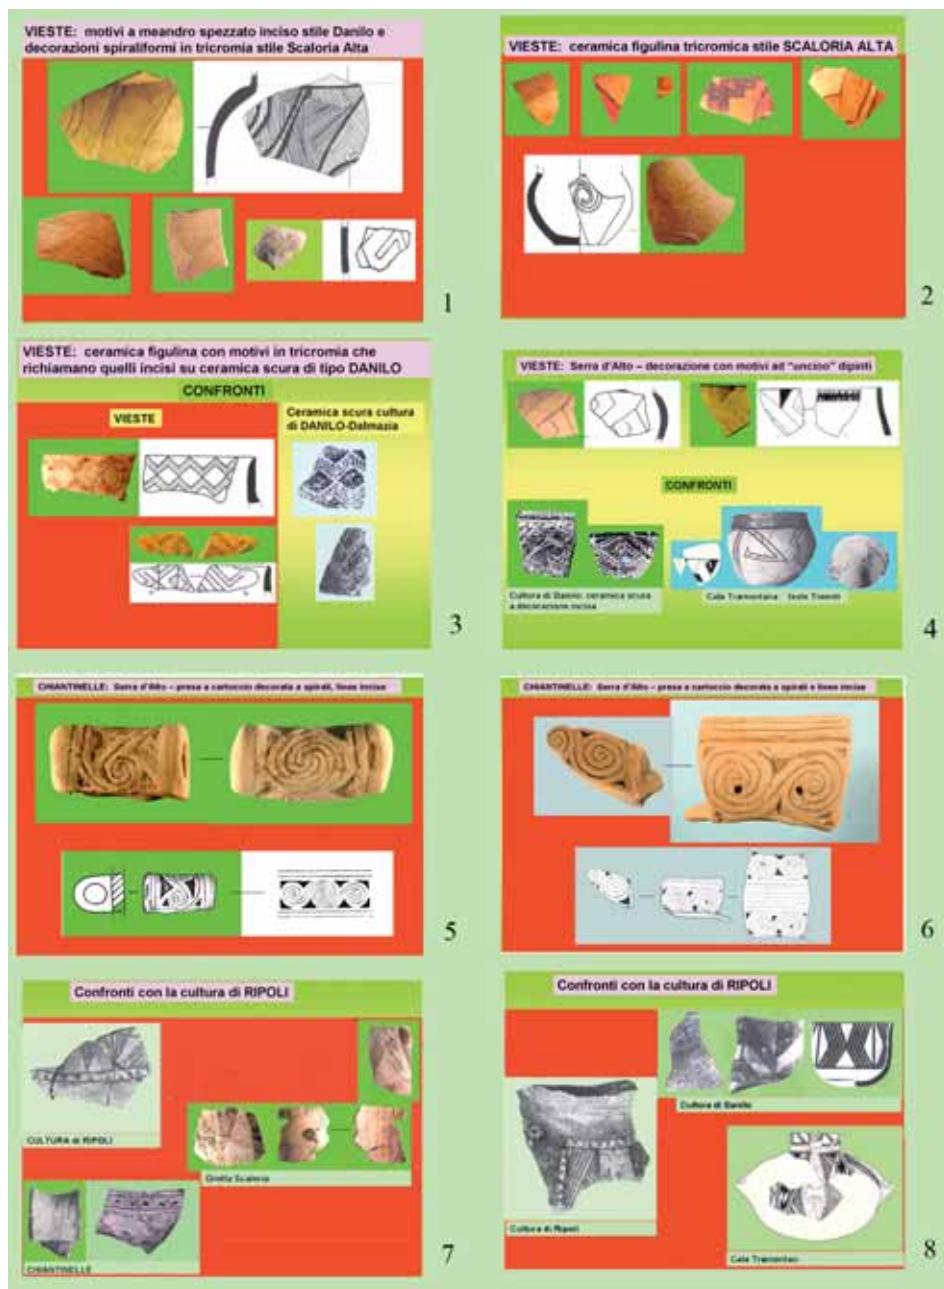 VIESTE: motivi a meandro spezzato inciso stile Danilo e
decorazioni spiraliformi in tricromia stile Scaloria Alta
1
VIESTE: ceramica figulina tricromica stile SCALORIA ALTA
2
VIESTE: ceramica figulina con motivi in tricromia che
richiamano quelli incisi su ceramica scura di tipo DANILO
CONFRONTI
VIESTE
Ceramica scura cultura
di DANILO-Dalmazia
3
VIESTE: Serra d'Alto – decorazione con motivi ad "uncino" dipinti
CONFRONTI
Cultura di Danilo: ceramica scura
a decorazione incisa
Cala Tramontana Isole Tremiti
4
CHIANTINELLE: Serra d'Alto – presa a cartoccio decorata a spirali, linee incise
5
CHIANTINELLE: Serra d'Alto – presa a cartoccio decorata a spirali e linee incise
6
Confronti con la cultura di RIPOLI
CULTURA di RIPOLI
Grotta Scaloria
CHIANTINELLE
7
Confronti con la cultura di RIPOLI
Cultura di Danilo
Cultura di Ripoli
Cala Tramontana
8